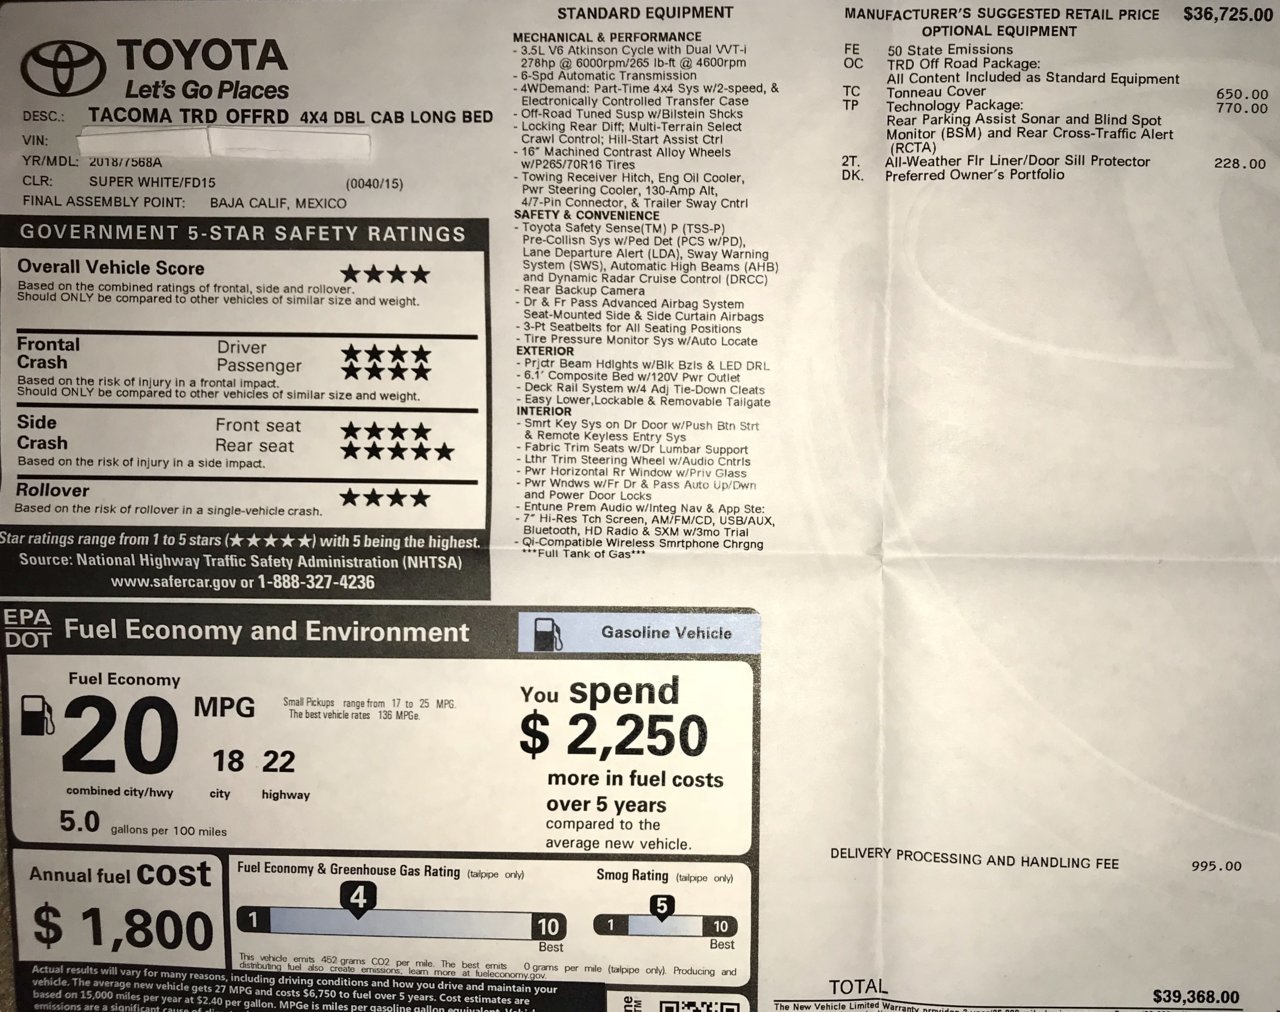 TOYOTA
Let's Go Places
DESC.: TACOMA TRD OFFRD 4X4 DBL CAB LONG BED
VIN:
YR/MDL: 2018/7568A
CLR: SUPER WHITE/FD15 (0040/15)
FINAL ASSEMBLY POINT: BAJA CALIF, MEXICO
GOVERNMENT 5-STAR SAFETY RATINGS
Overall Vehicle Score ★★★★
Based on the combined ratings of frontal, side and rollover.
Should ONLY be compared to other vehicles of similar size and weight.
Frontal Driver ★★★★
Crash Passenger ★★★★
Based on the risk of injury in a frontal impact.
Should ONLY be compared to other vehicles of similar size and weight.
Side Front seat ★★★★
Crash Rear seat ★★★★★
Based on the risk of injury in a side impact.
Rollover ★★★★
Based on the risk of rollover in a single-vehicle crash.
Star ratings range from 1 to 5 stars (★★★★★) with 5 being the highest.
Source: National Highway Traffic Safety Administration (NHTSA)
www.safercar.gov or 1-888-327-4236
STANDARD EQUIPMENT
MECHANICAL & PERFORMANCE
- 3.5L V6 Atkinson Cycle with Dual VVT-i
278hp @ 6000rpm/265 lb-ft @ 4600rpm
- 6-Spd Automatic Transmission
- 4WDemand: Part-Time 4x4 Sys w/2-speed, &
Electronically Controlled Transfer Case
- Off-Road Tuned Susp w/Bilstein Shcks
- Locking Rear Diff; Multi-Terrain Select
Crawl Control; Hill-Start Assist Ctrl
- 16" Machined Contrast Alloy Wheels
w/P265/70R16 Tires
- Towing Receiver Hitch, Eng Oil Cooler,
Pwr Steering Cooler, 130-Amp Alt,
4/7-Pin Connector, & Trailer Sway Cntrl
SAFETY & CONVENIENCE
- Toyota Safety Sense(TM) P (TSS-P)
Pre-Collisn Sys w/Ped Det (PCS w/PD),
Lane Departure Alert (LDA), Sway Warning
System (SWS), Automatic High Beams (AHB)
and Dynamic Radar Cruise Control (DRCC)
- Rear Backup Camera
- Dr & Fr Pass Advanced Airbag System
Seat-Mounted Side & Side Curtain Airbags
- 3-Pt Seatbelts for All Seating Positions
- Tire Pressure Monitor Sys w/Auto Locate
EXTERIOR
- Prjctr Beam Hdlghts w/Blk Bzls & LED DRL
- 6.1' Composite Bed w/120V Pwr Outlet
- Deck Rail System w/4 Adj Tie-Down Cleats
- Easy Lower,Lockable & Removable Tailgate
INTERIOR
- Smrt Key Sys on Dr Door w/Push Btn Strt
& Remote Keyless Entry Sys
- Fabric Trim Seats w/Dr Lumbar Support
- Lthr Trim Steering Wheel w/Audio Cntrls
- Pwr Horizontal Rr Window w/Priv Glass
- Pwr Wndws w/Fr Dr & Pass Auto Up/Dwn
and Power Door Locks
- Entune Prem Audio w/Integ Nav & App Ste:
- 7" Hi-Res Tch Screen, AM/FM/CD, USB/AUX,
Bluetooth, HD Radio & SXM w/3mo Trial
- Qi-Compatible Wireless Smrtphone Chrgng
***Full Tank of Gas***
MANUFACTURER'S SUGGESTED RETAIL PRICE $36,725.00
OPTIONAL EQUIPMENT
FE 50 State Emissions
OC TRD Off Road Package:
All Content Included as Standard Equipment
TC Tonneau Cover 650.00
TP Technology Package: 770.00
Rear Parking Assist Sonar and Blind Spot
Monitor (BSM) and Rear Cross-Traffic Alert
(RCTA)
2T. All-Weather Flr Liner/Door Sill Protector 228.00
DK. Preferred Owner's Portfolio
DELIVERY PROCESSING AND HANDLING FEE 995.00
TOTAL $39,368.00
The New Vehicle Limited Warranty
EPA
DOT
Fuel Economy and Environment
Gasoline Vehicle
Fuel Economy
20 MPG
Small Pickups range from 17 to 25 MPG.
The best vehicle rates 136 MPGe.
18 22
combined city/hwy city highway
5.0 gallons per 100 miles
You spend
$ 2,250
more in fuel costs
over 5 years
compared to the
average new vehicle.
Annual fuel cost
$ 1,800
Fuel Economy & Greenhouse Gas Rating (tailpipe only)
4
1 10
Best
Smog Rating (tailpipe only)
5
1 10
Best
This vehicle emits 452 grams CO2 per mile. The best emits 0 grams per mile (tailpipe only). Producing and
distributing fuel also create emissions; learn more at fueleconomy.gov.
Actual results will vary for many reasons, including driving conditions and how you drive and maintain your
vehicle. The average new vehicle gets 27 MPG and costs $6,750 to fuel over 5 years. Cost estimates are
based on 15,000 miles per year at $2.40 per gallon. MPGe is miles per gasoline gallon equivalent.
emissions are a significant cause of